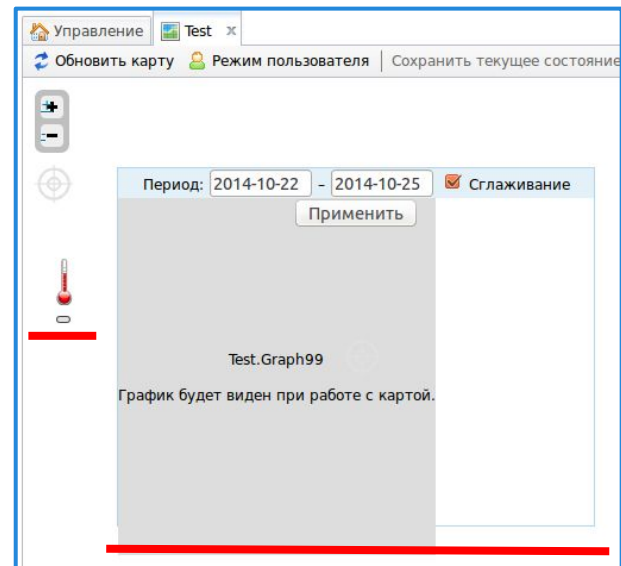 Управление Test x
Обновить карту Режим пользователя Сохранить текущее состояние
Период: 2014-10-22 - 2014-10-25 Сглаживание
Применить
Test.Graph99
График будет виден при работе с картой.